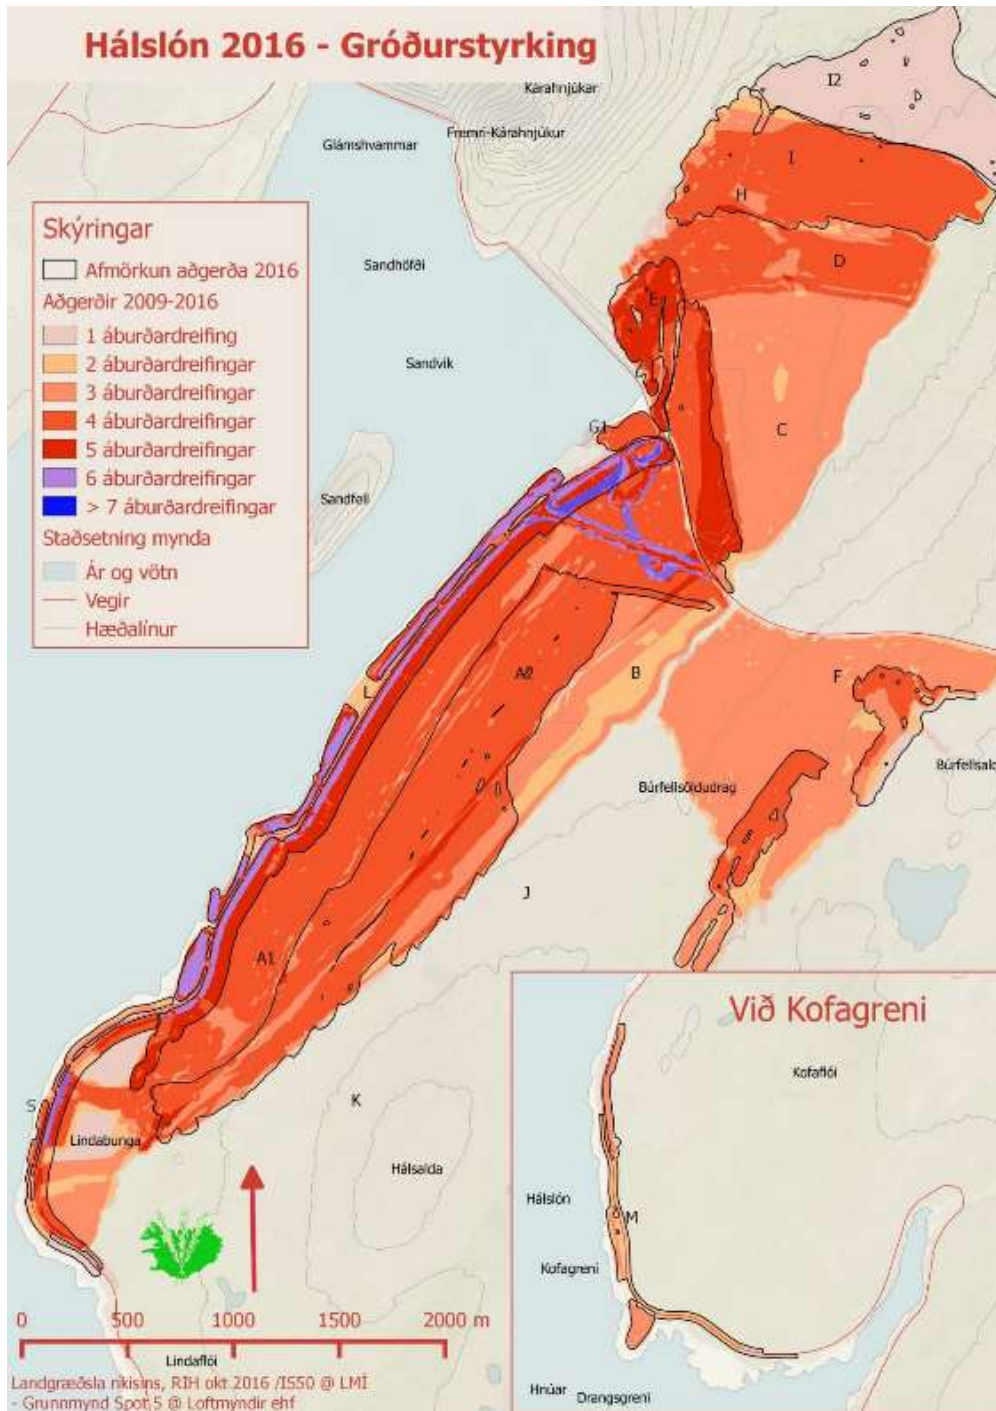 Hálslón 2016 - Gróðurstyrking
Kárahnjúkar
Fremri-Kárahnjúkur
Glámshvammar
Sandhöfði
Sandvik
Sandfell
Skýringar
Afmörkun aðgerða 2016
Aðgerðir 2009-2016
1 áburðardreifing
2 áburðardreifingar
3 áburðardreifingar
4 áburðardreifingar
5 áburðardreifingar
6 áburðardreifingar
> 7 áburðardreifingar
Staðsetning mynda
Ár og vötn
Vegir
Hæðalínur
I2
I
H
D
E
C
G1
L
A2
B
F
Búrfellsald
Búrfellsöldudrag
J
A1
K
S
Lindabunga
Hálsalda
0 500 1000 1500 2000 m
Lindaflói
Landgræðsla ríkisins, RIH okt 2016 /IS50 @ LMÍ
- Grunnmynd Spot 5 @ Loftmyndir ehf
Við Kofagreni
Kofaflói
Hálslón
M
Kofagreni
Hnúar
Drangsgreni